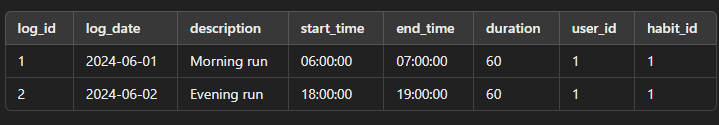 log_id log_date description start_time end_time duration user_id habit_id
1 2024-06-01 Morning run 06:00:00 07:00:00 60 1 1
2 2024-06-02 Evening run 18:00:00 19:00:00 60 1 1